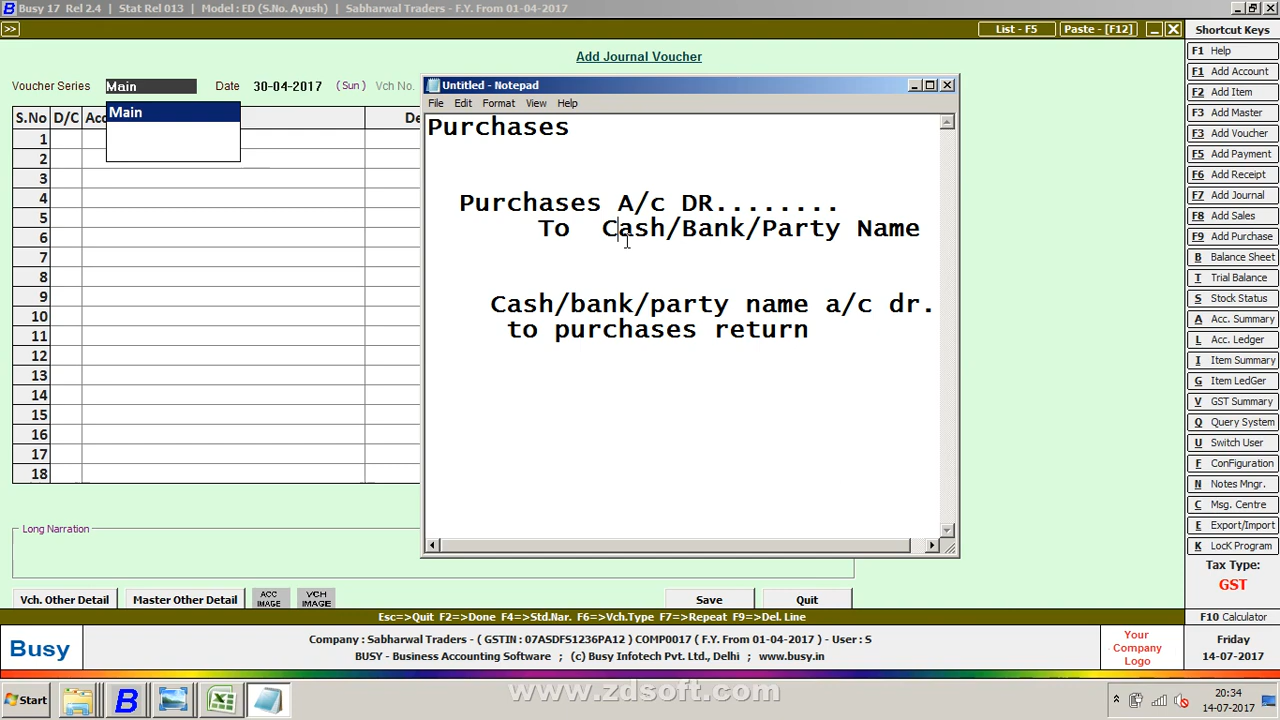 Busy 17 Rel 2.4 | Stat Rel 013 | Model : ED (S.No. Ayush) | Sabharwal Traders - F.Y. From 01-04-2017
>> List - F5 Paste - [F12] Shortcut Keys
Add Journal Voucher
Voucher Series Main Date 30-04-2017 (Sun) Vch No.
Main
S.No D/C Acc De
1
2
3
4
5
6
7
8
9
10
11
12
13
14
15
16
17
18
Untitled - Notepad
File Edit Format View Help
Purchases
Purchases A/c DR........
To Cash/Bank/Party Name
Cash/bank/party name a/c dr.
to purchases return
F1 Help
F1 Add Account
F2 Add Item
F3 Add Master
F3 Add Voucher
F5 Add Payment
F6 Add Receipt
F7 Add Journal
F8 Add Sales
F9 Add Purchase
B Balance Sheet
T Trial Balance
S Stock Status
A Acc. Summary
L Acc. Ledger
I Item Summary
G Item LedGer
V GST Summary
Q Query System
U Switch User
F ConFiguration
N Notes Mngr.
C Msg. Centre
E Export/Import
K LocK Program
Tax Type:
GST
F10 Calculator
Long Narration
Vch. Other Detail Master Other Detail ACC IMAGE VCH IMAGE Save Quit
Esc=>Quit F2=>Done F4=>Std.Nar. F6=>Vch.Type F7=>Repeat F9=>Del. Line
Busy
Company : Sabharwal Traders - ( GSTIN : 07ASDFS1236PA12 ) COMP0017 ( F.Y. From 01-04-2017 ) - User : S
BUSY - Business Accounting Software ; (c) Busy Infotech Pvt. Ltd., Delhi ; www.busy.in
Your
Company
Logo
Friday
14-07-2017
Start
www.zdsoft.com
20:34
14-07-2017